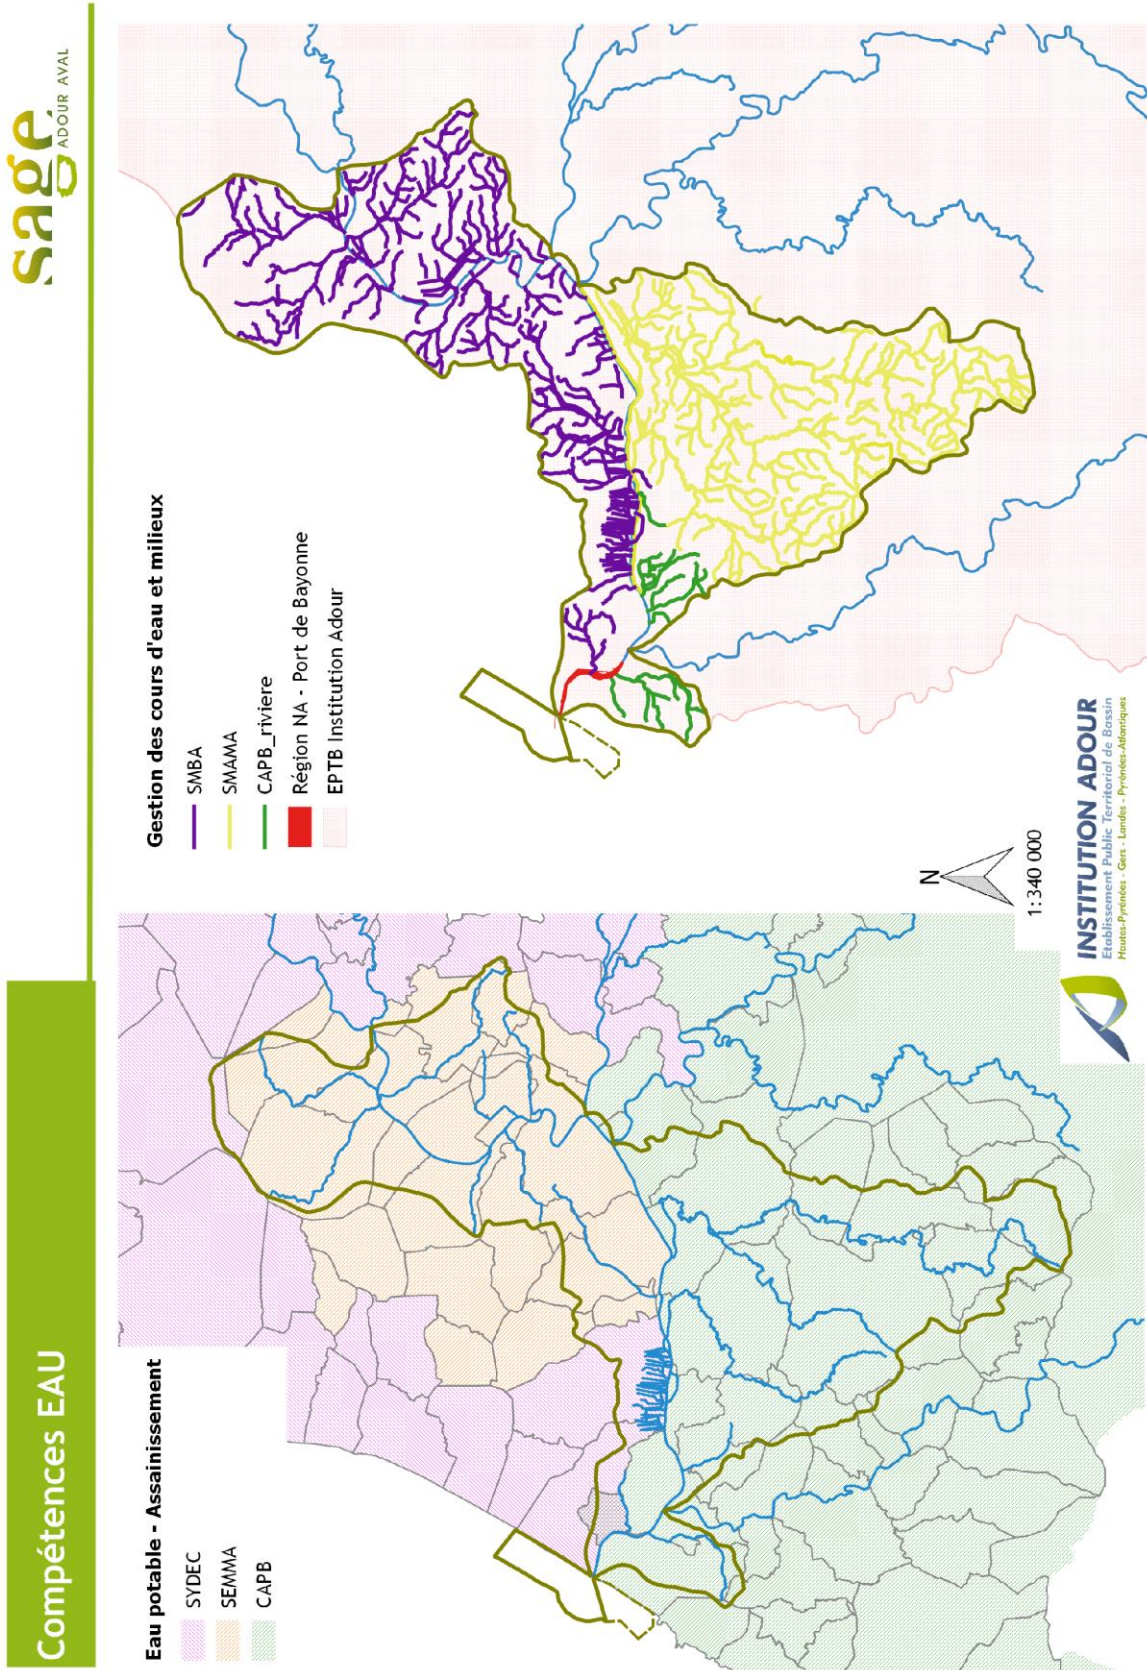 Compétences EAU
sage
ADOUR AVAL
Eau potable - Assainissement
SYDEC
SEMMA
CAPB
Gestion des cours d'eau et milieux
SMBA
SMAMA
CAPB_riviere
Région NA - Port de Bayonne
EPTB Institution Adour
N
1:340 000
INSTITUTION ADOUR
Etablissement Public Territorial de Bassin
Hautes-Pyrénées - Gers - Landes - Pyrénées-Atlantiques